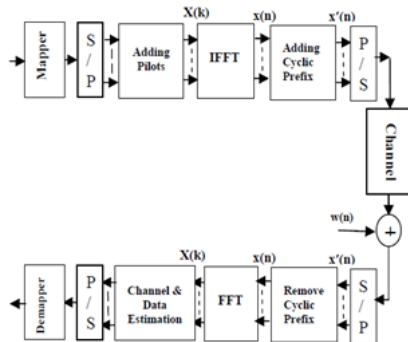 X(k)
x(n)
x'(n)
Mapper
S
/
P
Adding
Pilots
IFFT
Adding
Cyclic
Prefix
P
/
S
Channel
w(n)
+
X(k)
x(n)
x'(n)
Demapper
P
/
S
Channel &
Data
Estimation
FFT
Remove
Cyclic
Prefix
S
/
P